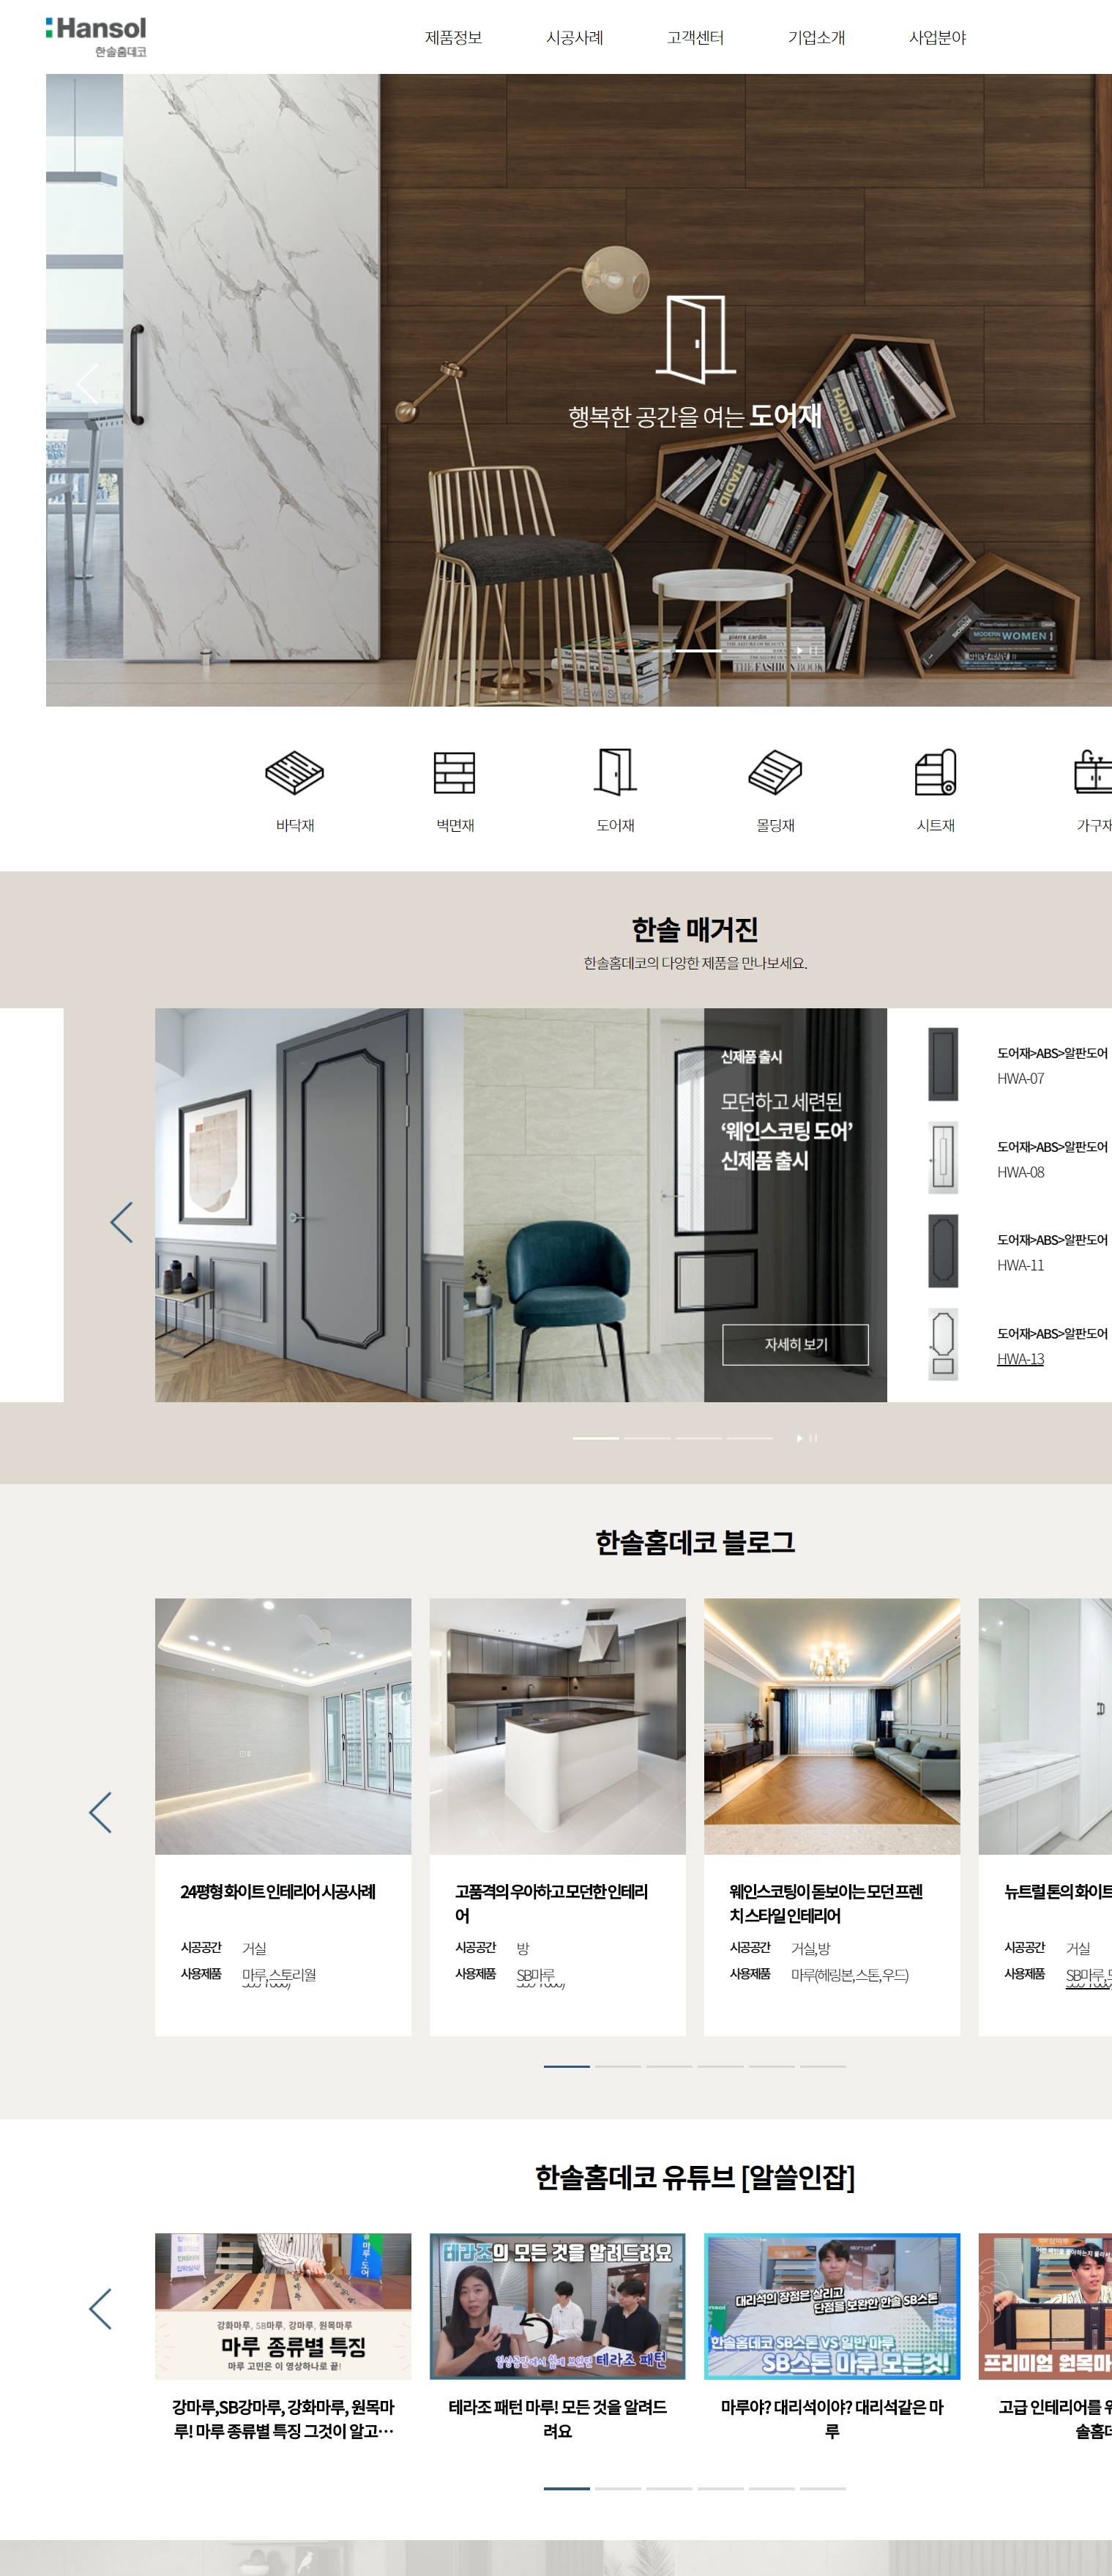 Hansol
한솔홈데코
제품정보 시공사례 고객센터 기업소개 사업분야
행복한 공간을 여는 도어재
HADID
HADID
MODERN WOMEN
pierre cardin
THE FASHION BOOK
바닥재 벽면재 도어재 몰딩재 시트재 가구재
한솔 매거진
한솔홈데코의 다양한 제품을 만나보세요.
신제품 출시
모던하고 세련된
‘웨인스코팅 도어’
신제품 출시
자세히 보기
도어재>ABS>알판도어
HWA-07
도어재>ABS>알판도어
HWA-08
도어재>ABS>알판도어
HWA-11
도어재>ABS>알판도어
HWA-13
한솔홈데코 블로그
24평형 화이트 인테리어 시공사례
시공공간 거실
사용제품 마루, 스토리월
고품격의 우아하고 모던한 인테리
어
시공공간 방
사용제품 SB마루
웨인스코팅이 돋보이는 모던 프렌
치 스타일 인테리어
시공공간 거실, 방
사용제품 마루(헤링본, 스톤, 우드)
뉴트럴 톤의 화이트
시공공간 거실
사용제품 SB마루,
한솔홈데코 유튜브 [알쓸인잡]
강화마루, SB마루, 강마루, 원목마루
마루 종류별 특징
마루 고민은 이 영상하나로 끝!
강마루,SB강마루, 강화마루, 원목마
루! 마루 종류별 특징 그것이 알고…
테라조의 모든 것을 알려드려요
일상공간에서 쉽게 보았던 테라조 패턴
테라조 패턴 마루! 모든 것을 알려드
려요
대리석의 장점은 살리고
단점을 보완한 한솔 SB스톤
한솔홈데코 SB스톤 VS 일반 마루
SB스톤 마루 모든것!
마루야? 대리석이야? 대리석같은 마
루
프리미엄 원목마
고급 인테리어를 위
솔홈데